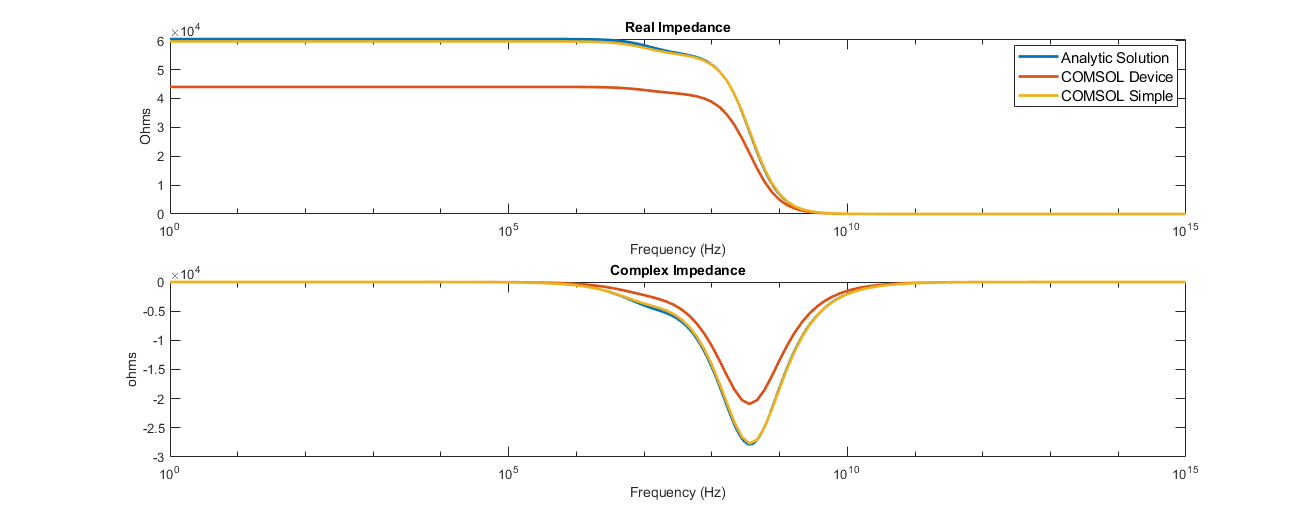 Real Impedance
×10^4
6
5
4
3
2
1
0
Ohms
Analytic Solution
COMSOL Device
COMSOL Simple
10^0
10^5
10^10
10^15
Frequency (Hz)
Complex Impedance
×10^4
0
-0.5
-1
-1.5
-2
-2.5
-3
ohms
10^0
10^5
10^10
10^15
Frequency (Hz)